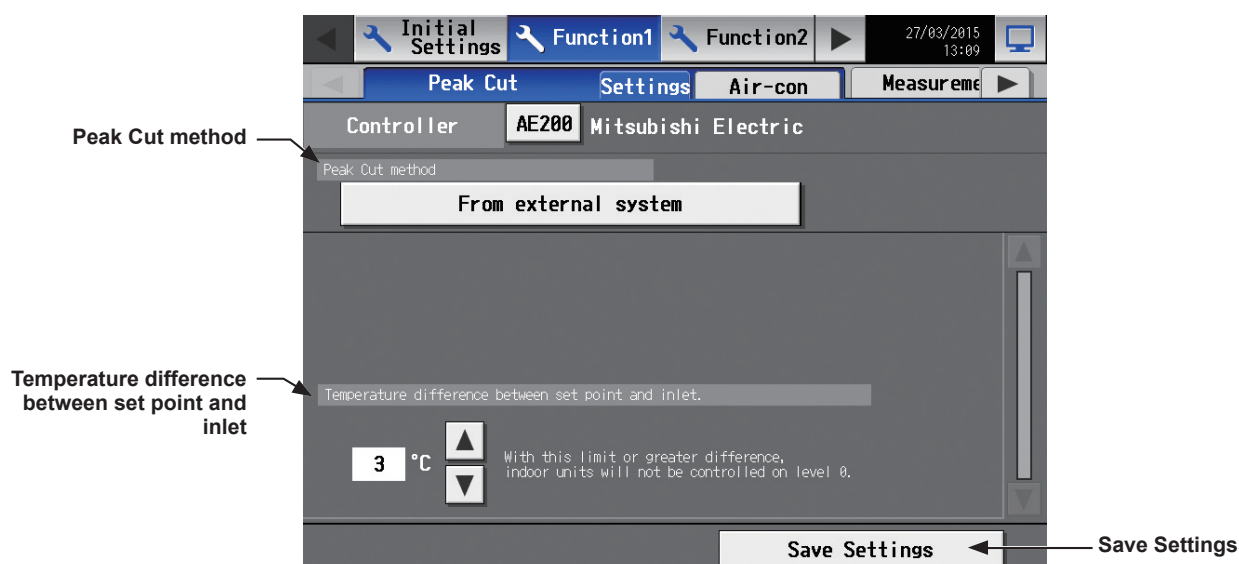 Initial
Settings
Function1
Function2
27/03/2015
13:09
Peak Cut
Settings
Air-con
Measureme
Controller
AE200
Mitsubishi Electric
Peak Cut method
Peak Cut method
From external system
Temperature difference
between set point and
inlet
Temperature difference between set point and inlet.
3 °C
With this limit or greater difference,
indoor units will not be controlled on level 0.
Save Settings
Save Settings